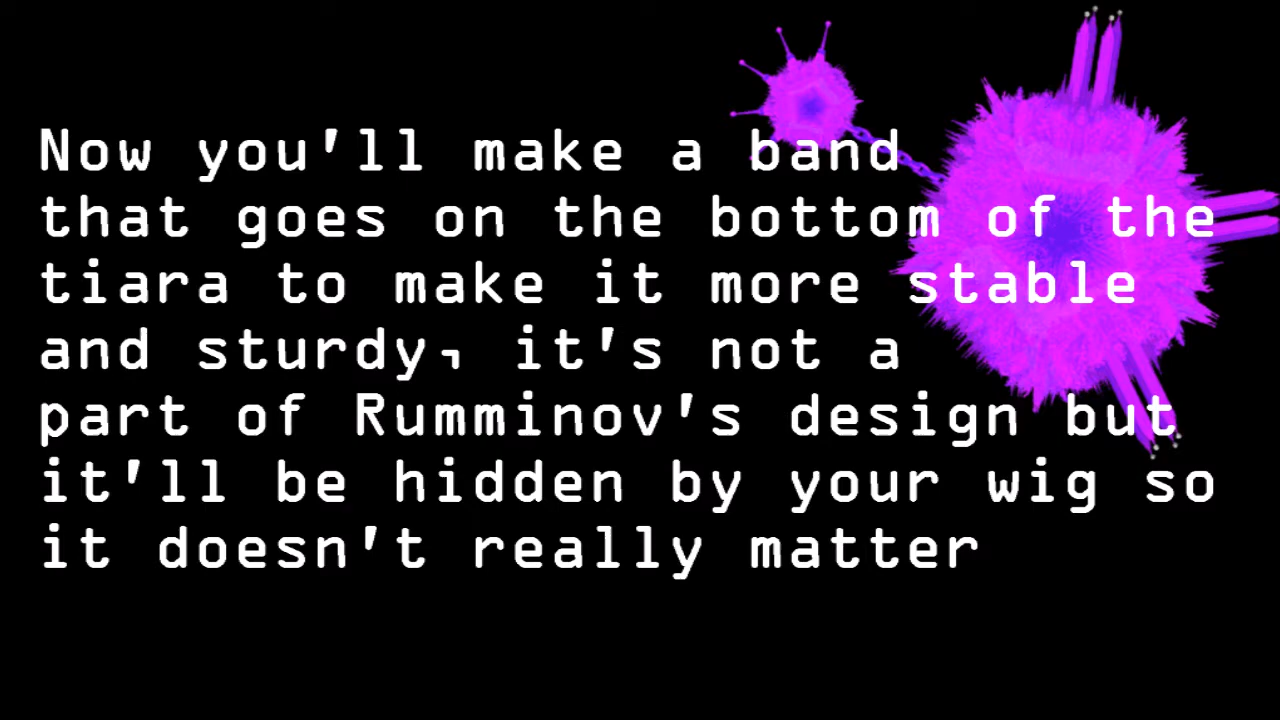 Now you'll make a band
that goes on the bottom of the
tiara to make it more stable
and sturdy, it's not a
part of Rumminov's design but
it'll be hidden by your wig so
it doesn't really matter